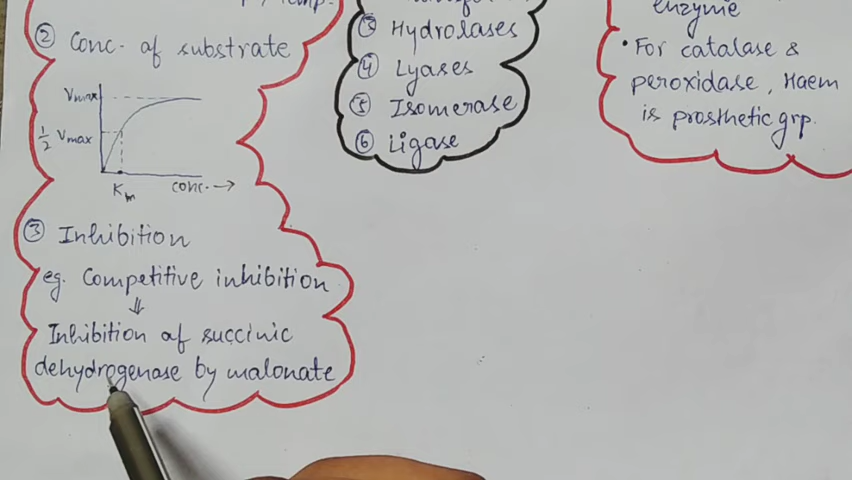 ② Conc. of substrate
Vmax
1/2 Vmax
Km
conc. →
③ Inhibition
eg. Competitive inhibition
⇓
Inhibition of succinic
dehydrogenase by malonate
③ Hydrolases
④ Lyases
⑤ Isomerase
⑥ Ligase
enzyme
• For catalase &
peroxidase, Haem
is prosthetic grp.